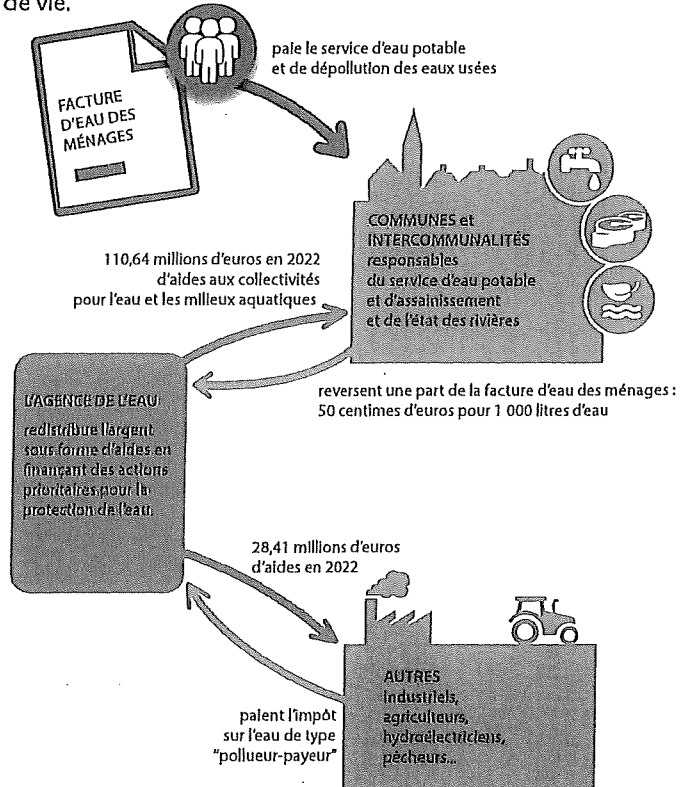 de vie.
paie le service d'eau potable
et de dépollution des eaux usées
FACTURE
D'EAU DES
MÉNAGES
COMMUNES et
INTERCOMMUNALITÉS
responsables
du service d'eau potable
et d'assainissement
et de l'état des rivières
110,64 millions d'euros en 2022
d'aides aux collectivités
pour l'eau et les milieux aquatiques
reversent une part de la facture d'eau des ménages :
50 centimes d'euros pour 1 000 litres d'eau
L'AGENCE DE L'EAU
redistribue l'argent
sous forme d'aides en
finançant des actions
prioritaires pour la
protection de l'eau.
28,41 millions d'euros
d'aides en 2022
paient l'impôt
sur l'eau de type
"pollueur-payeur"
AUTRES
industriels,
agriculteurs,
hydroélectriciens,
pêcheurs...